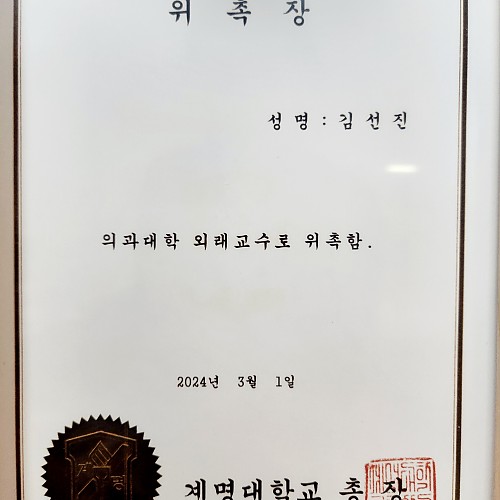 위 촉 장
성 명 : 김 선 진
의과대학 외래교수로 위촉함.
2024년 3월 1일
계명대학교 총 장